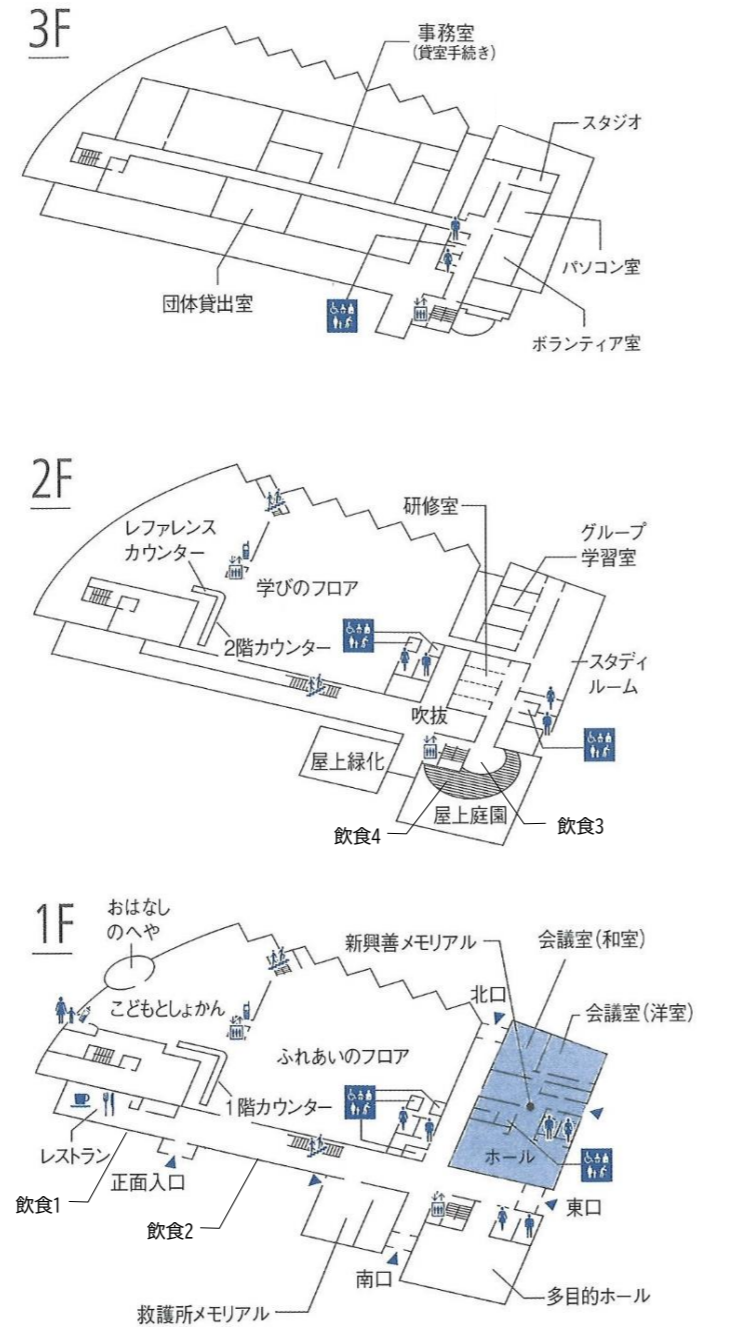 3F
事務室
(貸室手続き)
スタジオ
パソコン室
団体貸出室
ボランティア室
2F
研修室
レファレンス
カウンター
グループ
学習室
学びのフロア
2階カウンター
スタディ
ルーム
吹抜
屋上緑化
屋上庭園
飲食3
飲食4
1F
おはなし
のへや
新興善メモリアル
会議室(和室)
北口
こどもとしょかん
会議室(洋室)
ふれあいのフロア
1階カウンター
レストラン
ホール
正面入口
飲食1
東口
飲食2
南口
多目的ホール
救護所メモリアル